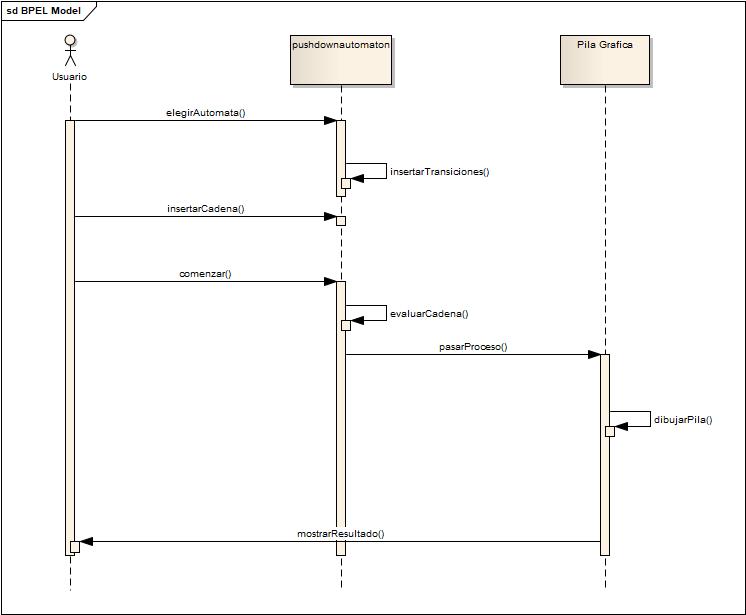 sd BPEL Model
Usuario
pushdownautomaton
Pila Grafica
elegirAutomata()
insertarTransiciones()
insertarCadena()
comenzar()
evaluarCadena()
pasarProceso()
dibujarPila()
mostrarResultado()